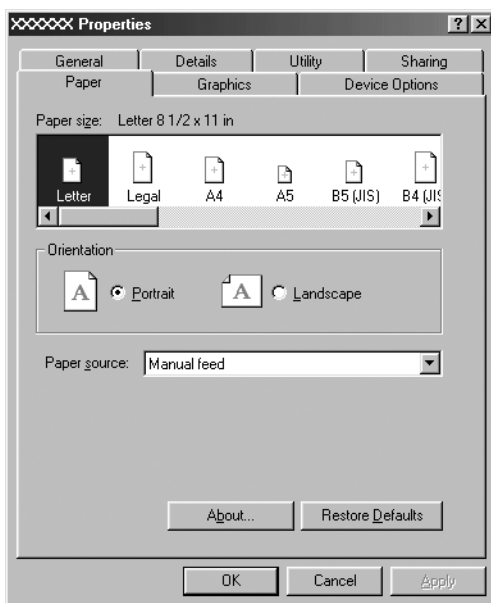 XXXXXX Properties
General Details Utility Sharing
Paper Graphics Device Options
Paper size: Letter 8 1/2 x 11 in
Letter Legal A4 A5 B5 (JIS) B4 (JIS
Orientation
A Portrait A Landscape
Paper source: Manual feed
About... Restore Defaults
OK Cancel Apply